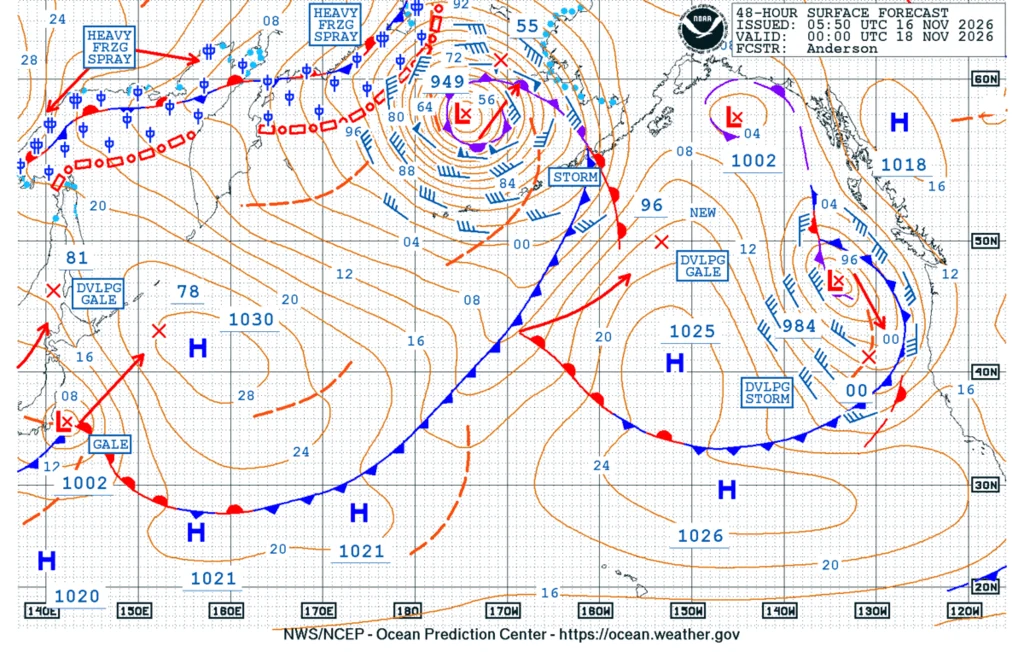 48-HOUR SURFACE FORECAST
ISSUED: 05:50 UTC 16 NOV 2026
VALID: 00:00 UTC 18 NOV 2026
FCSTR: Anderson
NOAA
24
HEAVY
FRZG
SPRAY
08
HEAVY
FRZG
SPRAY
92
55
28
72
949
60N
64
L
56
80
L
04
H
96
08
1002
1018
88
84
STORM
16
20
96
NEW
04
04
00
50N
12
81
12
DVLPG
GALE
96
12
DVLPG
GALE
78
20
08
L
1030
16
20
1025
984
00
H
16
H
40N
28
DVLPG
STORM
00
16
08
L
GALE
24
24
12
1002
H
30N
H
H
1026
20
1021
H
1021
20
1020
16
20N
140E
150E
160E
170E
180
170W
160W
150W
140W
130W
120W
NWS/NCEP - Ocean Prediction Center - https://ocean.weather.gov